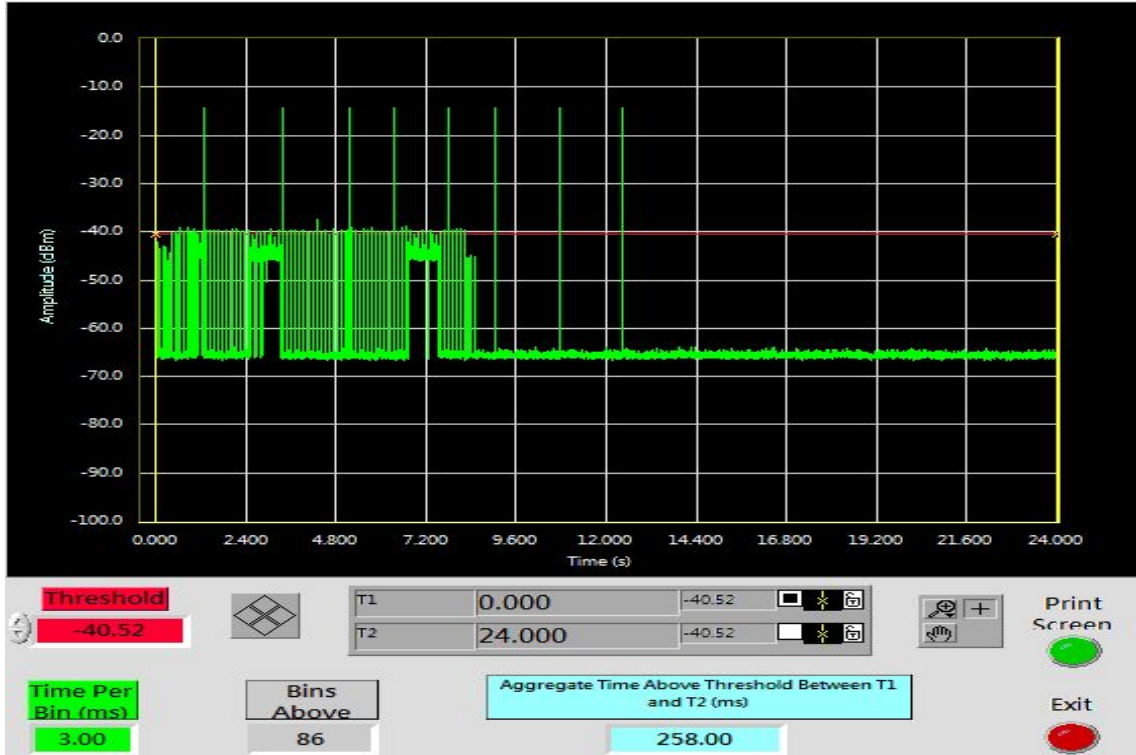 0.0
-10.0
-20.0
-30.0
-40.0
-50.0
-60.0
-70.0
-80.0
-90.0
-100.0
Amplitude (dBm)
0.000 2.400 4.800 7.200 9.600 12.000 14.400 16.800 19.200 21.600 24.000
Time (s)
Threshold
-40.52
T1 0.000 -40.52
T2 24.000 -40.52
Print
Screen
Time Per
Bin (ms)
3.00
Bins
Above
86
Aggregate Time Above Threshold Between T1
and T2 (ms)
258.00
Exit